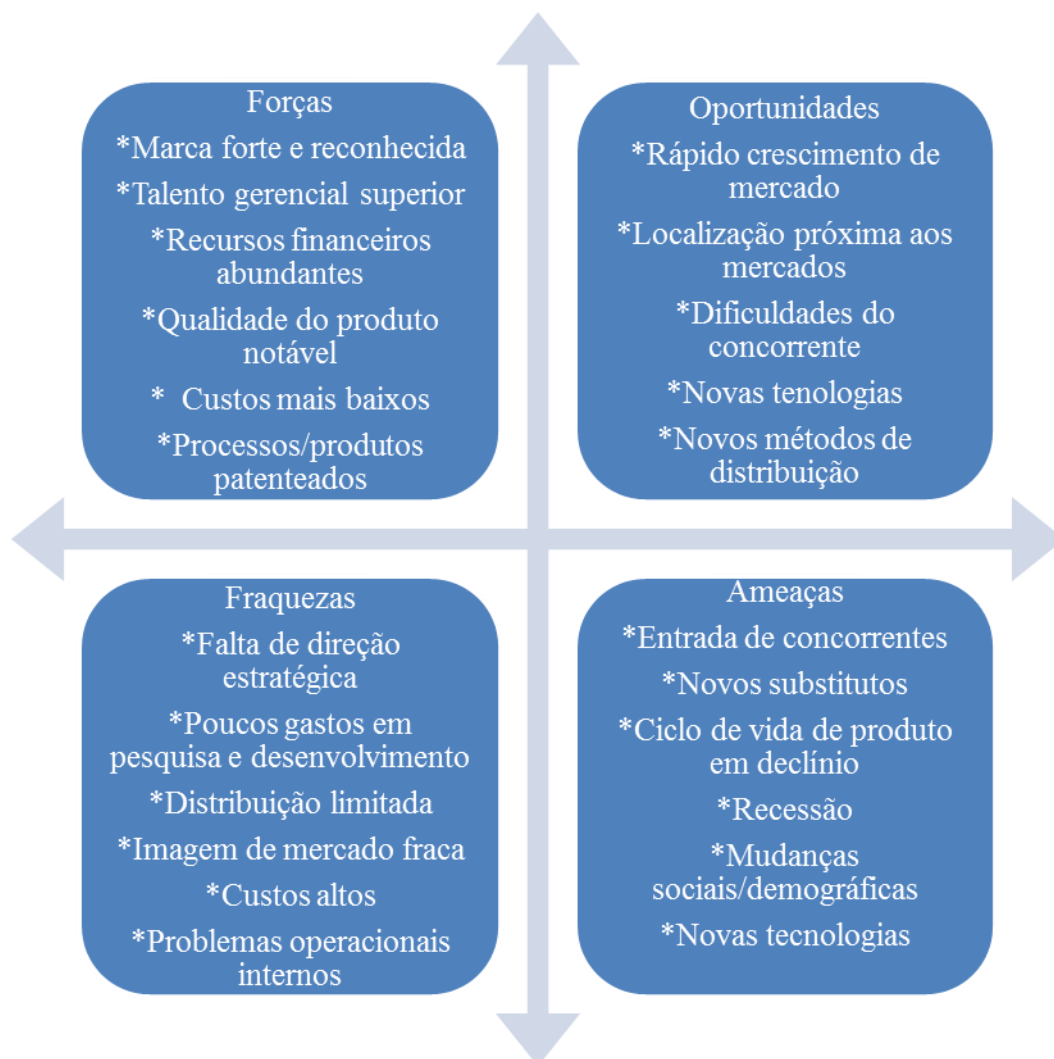 Forças
*Marca forte e reconhecida
*Talento gerencial superior
*Recursos financeiros
abundantes
*Qualidade do produto
notável
* Custos mais baixos
*Processos/produtos
patenteados
Oportunidades
*Rápido crescimento de
mercado
*Localização próxima aos
mercados
*Dificuldades do
concorrente
*Novas tenologias
*Novos métodos de
distribuição
Fraquezas
*Falta de direção
estratégica
*Poucos gastos em
pesquisa e desenvolvimento
*Distribuição limitada
*Imagem de mercado fraca
*Custos altos
*Problemas operacionais
internos
Ameaças
*Entrada de concorrentes
*Novos substitutos
*Ciclo de vida de produto
em declínio
*Recessão
*Mudanças
sociais/demográficas
*Novas tecnologias